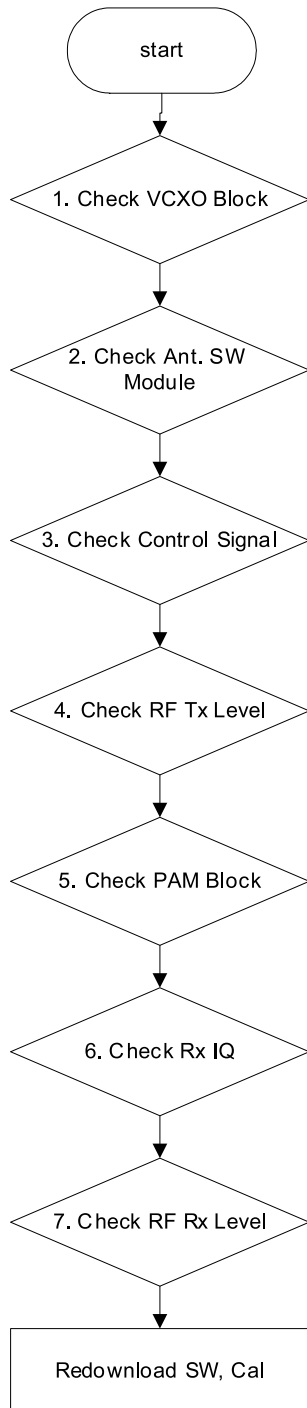 start
1. Check VCXO Block
2. Check Ant. SW
Module
3. Check Control Signal
4. Check RF Tx Level
5. Check PAM Block
6. Check Rx IQ
7. Check RF Rx Level
Redownload SW, Cal